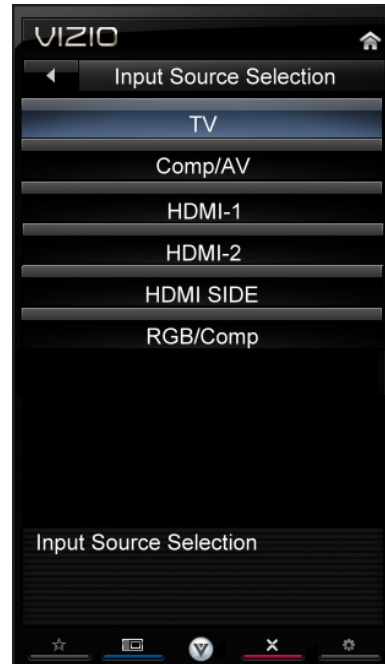 VIZIO
Input Source Selection
TV
Comp/AV
HDMI-1
HDMI-2
HDMI SIDE
RGB/Comp
Input Source Selection
V